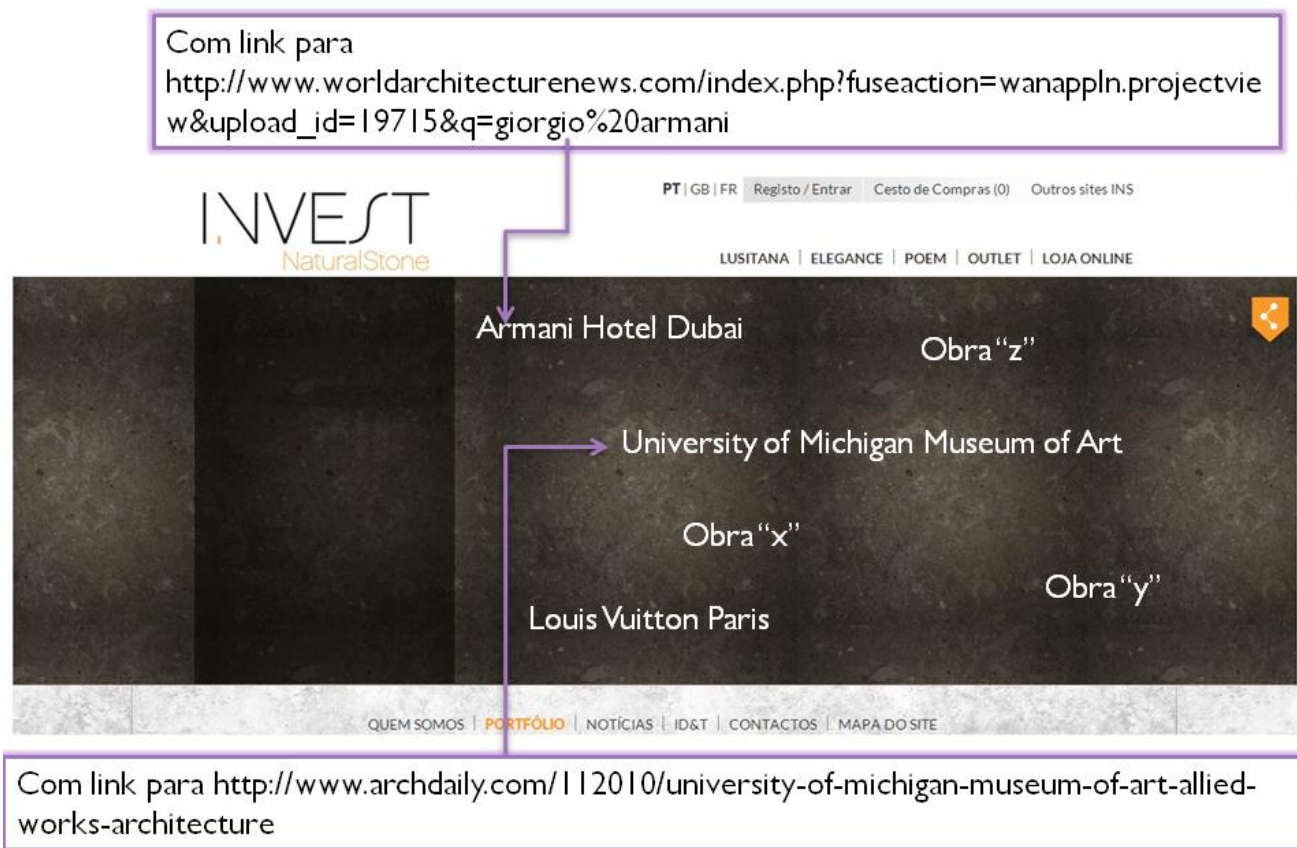 Com link para
http://www.worldarchitecturenews.com/index.php?fuseaction=wanappln.projectvie
w&upload_id=19715&q=giorgio%20armani
INVEST
NaturalStone
PT | GB | FR Registo / Entrar Cesto de Compras (0) Outros sites INS
LUSITANA | ELEGANCE | POEM | OUTLET | LOJA ONLINE
Armani Hotel Dubai
Obra “z”
University of Michigan Museum of Art
Obra “x”
Obra “y”
Louis Vuitton Paris
QUEM SOMOS | PORTFÓLIO | NOTÍCIAS | ID&T | CONTACTOS | MAPA DO SITE
Com link para http://www.archdaily.com/112010/university-of-michigan-museum-of-art-allied-
works-architecture